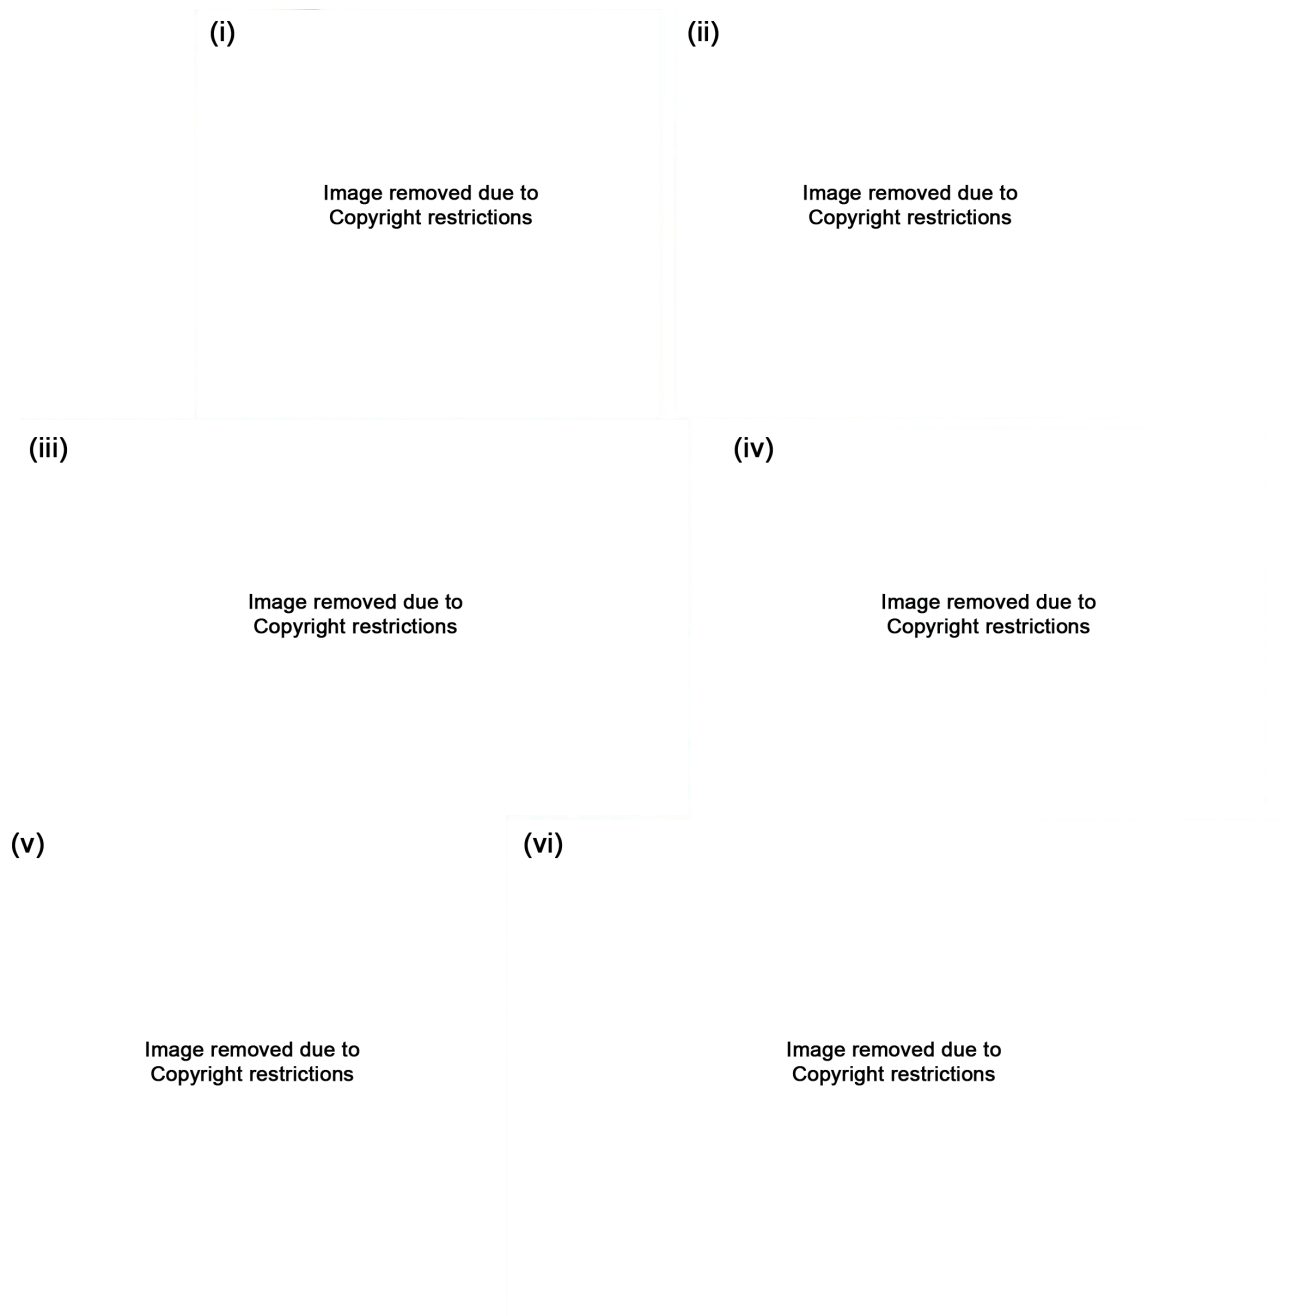 (i)
Image removed due to
Copyright restrictions
(ii)
Image removed due to
Copyright restrictions
(iii)
Image removed due to
Copyright restrictions
(iv)
Image removed due to
Copyright restrictions
(v)
Image removed due to
Copyright restrictions
(vi)
Image removed due to
Copyright restrictions